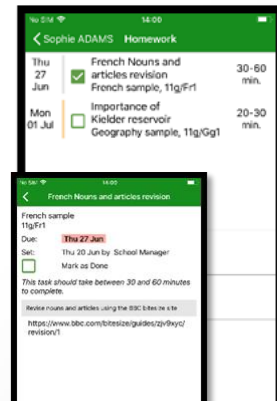 No SIM 14:00
Sophie ADAMS Homework
Thu
27
Jun
French Nouns and
articles revision
French sample, 11g/Fr1
30-60
min.
Mon
01 Jul
Importance of
Kielder reservoir
Geography sample, 11g/Gg1
20-30
min.
No SIM 14:00
French Nouns and articles revision
French sample
11g/Fr1
Due: Thu 27 Jun
Set: Thu 20 Jun by School Manager
Mark as Done
This task should take between 30 and 60 minutes
to complete.
Revise nouns and articles using the BBC bitesize site
https://www.bbc.com/bitesize/guides/zjv9xyc/
revision/1